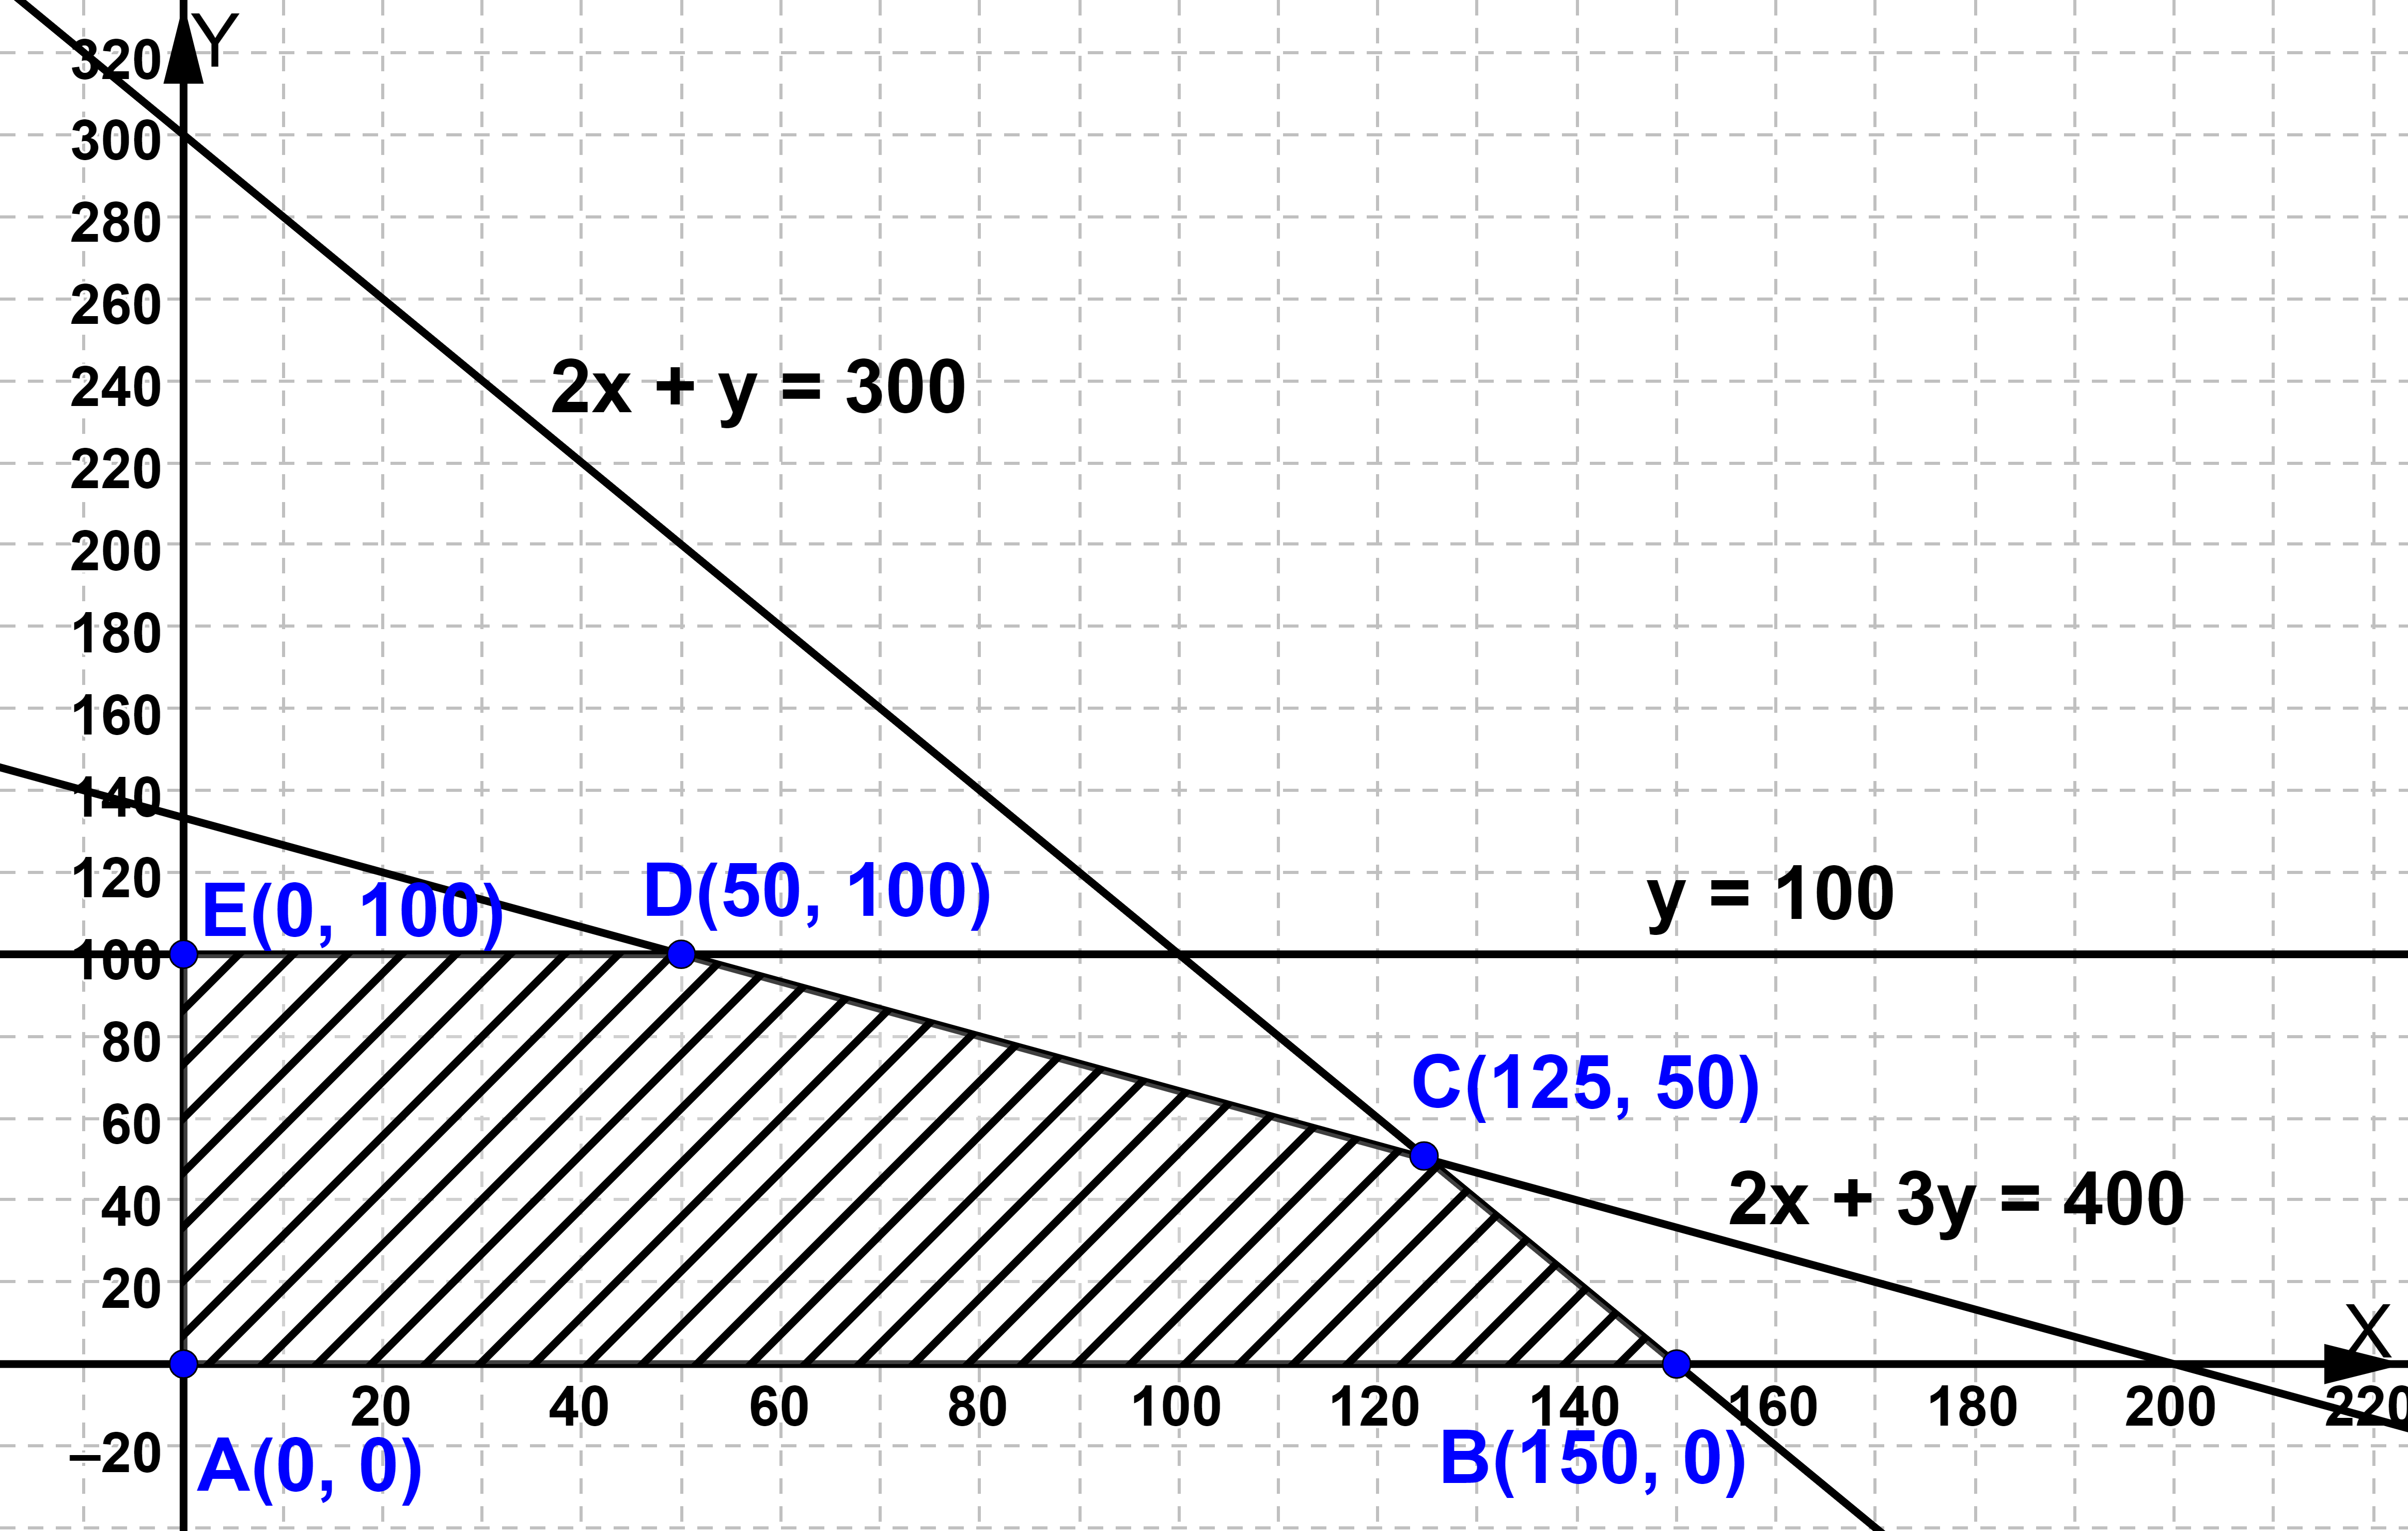 Y
320
300
280
260
2x + y = 300
240
220
200
180
160
140
120
E(0, 100)
D(50, 100)
y = 100
100
80
C(125, 50)
60
2x + 3y = 400
40
20
X
20 40 60 80 100 120 140 160 180 200 220
–20
A(0, 0)
B(150, 0)